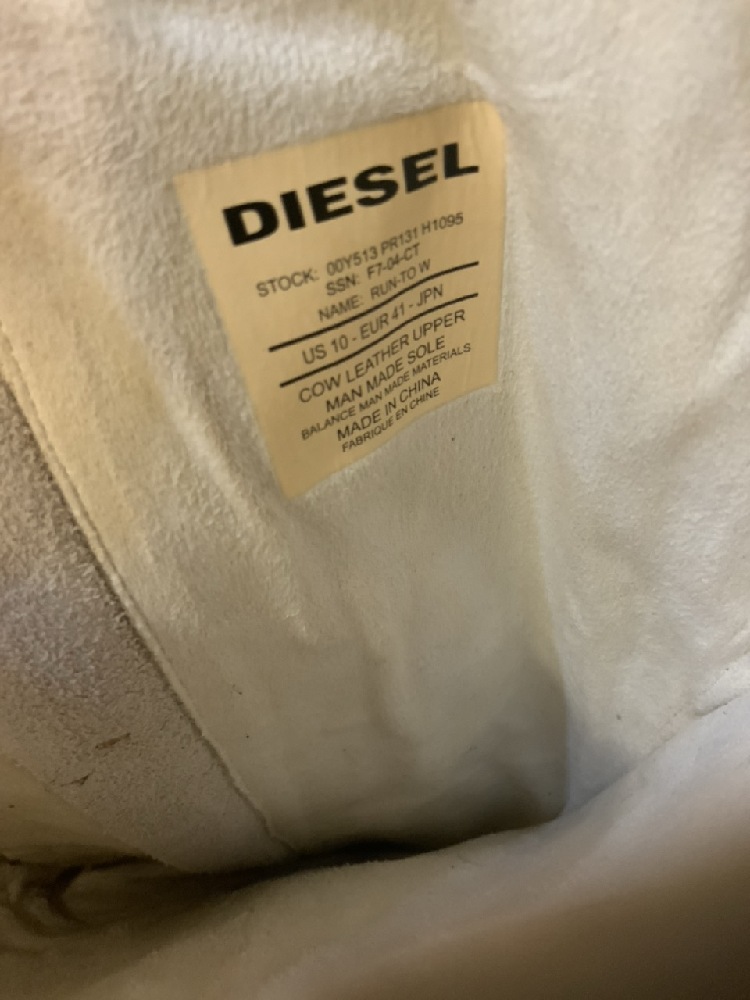 DIESEL
STOCK: 00Y513 PR131 H1095
SSN: F7-04-CT
NAME: RUN-TO W
US 10 - EUR 41 - JPN
COW LEATHER UPPER
MAN MADE SOLE
BALANCE MAN MADE MATERIALS
MADE IN CHINA
FABRIQUE EN CHINE